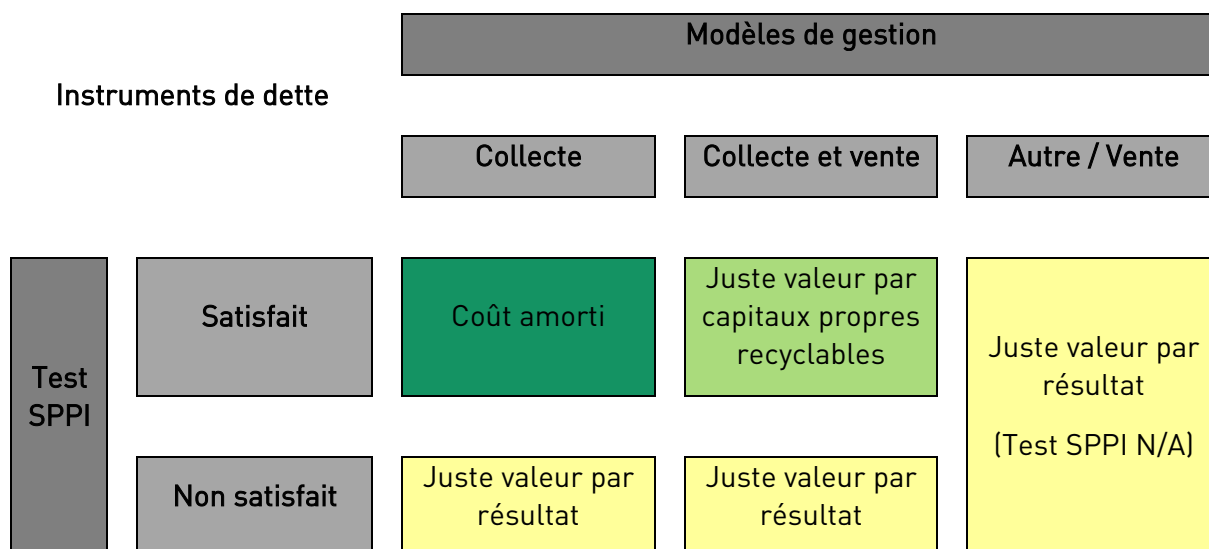 Modèles de gestion
Instruments de dette
Collecte
Collecte et vente
Autre / Vente
Test
SPPI
Satisfait
Coût amorti
Juste valeur par
capitaux propres
recyclables
Juste valeur par
résultat
(Test SPPI N/A)
Non satisfait
Juste valeur par
résultat
Juste valeur par
résultat